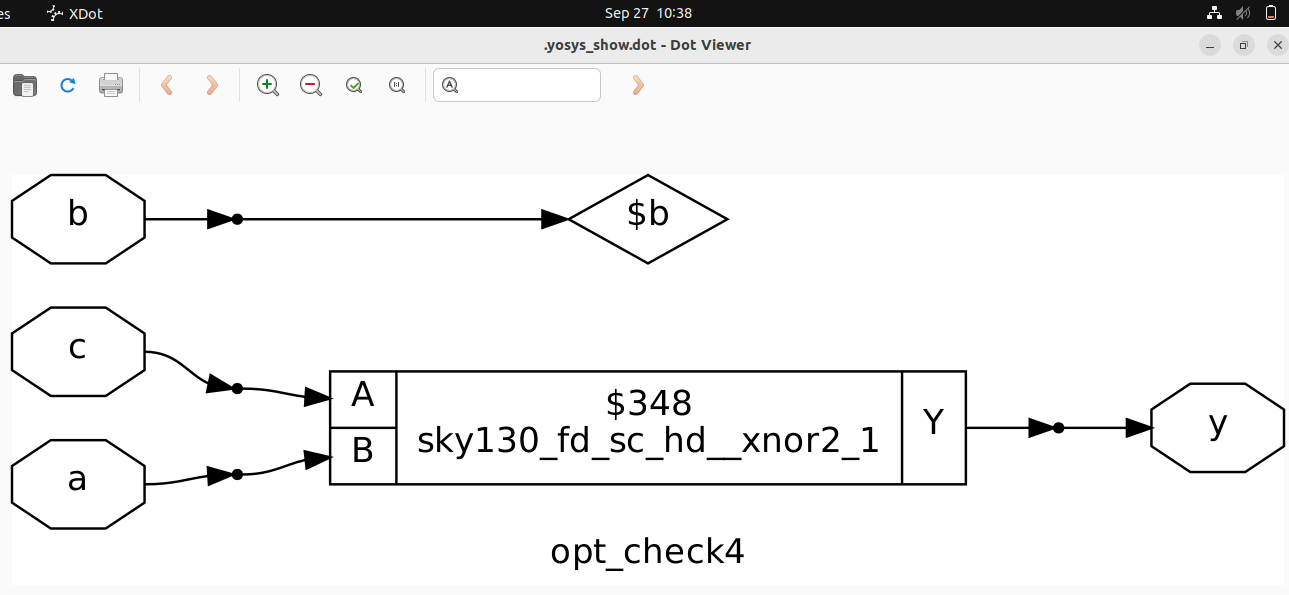 es XDot Sep 27 10:38
.yosys_show.dot - Dot Viewer
b $b
c
a
A
B
$348
sky130_fd_sc_hd__xnor2_1
Y
y
opt_check4